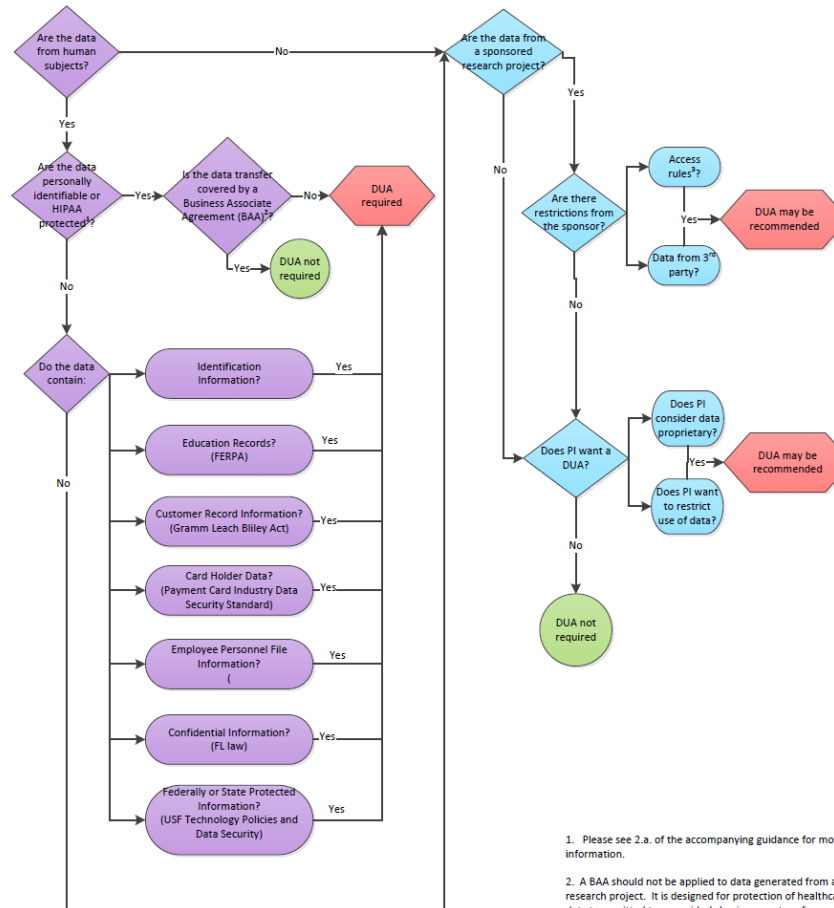 Are the data
from human
subjects?
No
Are the data from
a sponsored
research project?
Yes
Yes
No
Are the data
personally
identifiable or
HIPAA
protected¹?
Yes
Is the data transfer
covered by a
Business Associate
Agreement (BAA)²?
No
DUA
required
Yes
DUA not
required
No
Are there
restrictions from
the sponsor?
Access
rules³?
Yes
Data from 3rd
party?
DUA may be
recommended
No
Do the data
contain:
Identification
Information?
Yes
Education Records?
(FERPA)
Yes
Customer Record Information?
(Gramm Leach Bliley Act)
Yes
Card Holder Data?
(Payment Card Industry Data
Security Standard)
Yes
Employee Personnel File
Information?
(
Yes
Confidential Information?
(FL law)
Yes
Federally or State Protected
Information?
(USF Technology Policies and
Data Security)
Yes
No
Does PI want a
DUA?
Does PI
consider data
proprietary?
Yes
Does PI want
to restrict
use of data?
DUA may be
recommended
No
DUA not
required
1. Please see 2.a. of the accompanying guidance for mo
information.
2. A BAA should not be applied to data generated from a
research project. It is designed for protection of healthca